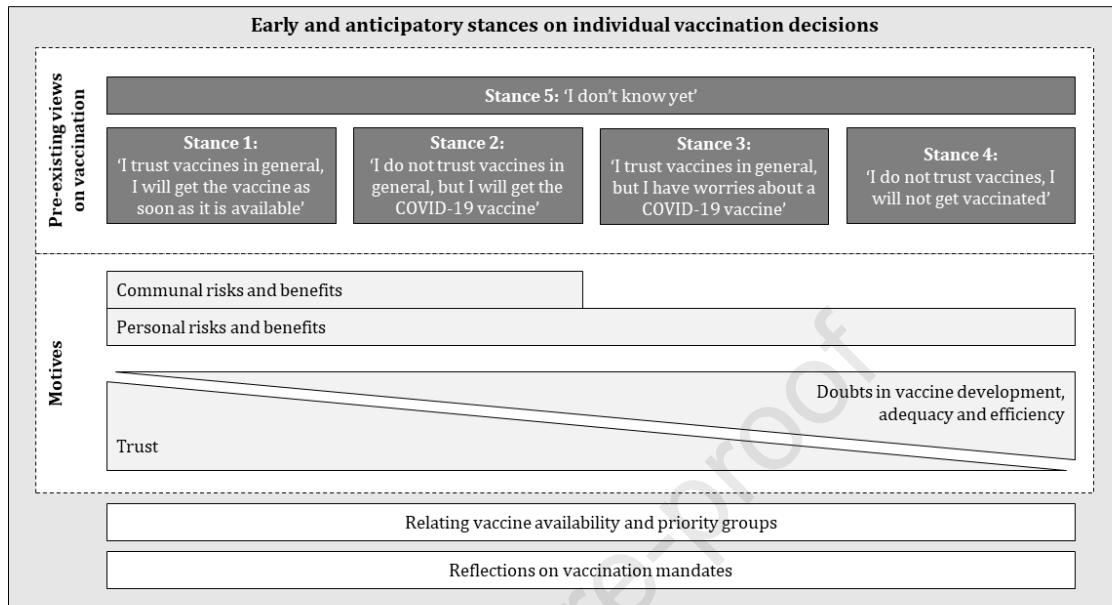 Early and anticipatory stances on individual vaccination decisions
Pre-existing views
on vaccination
Stance 5: ‘I don’t know yet’
Stance 1:
‘I trust vaccines in general,
I will get the vaccine as
soon as it is available’
Stance 2:
‘I do not trust vaccines in
general, but I will get the
COVID-19 vaccine’
Stance 3:
‘I trust vaccines in general,
but I have worries about a
COVID-19 vaccine’
Stance 4:
‘I do not trust vaccines, I
will not get vaccinated’
Motives
Communal risks and benefits
Personal risks and benefits
Doubts in vaccine development,
adequacy and efficiency
Trust
Relating vaccine availability and priority groups
Reflections on vaccination mandates
re-proof